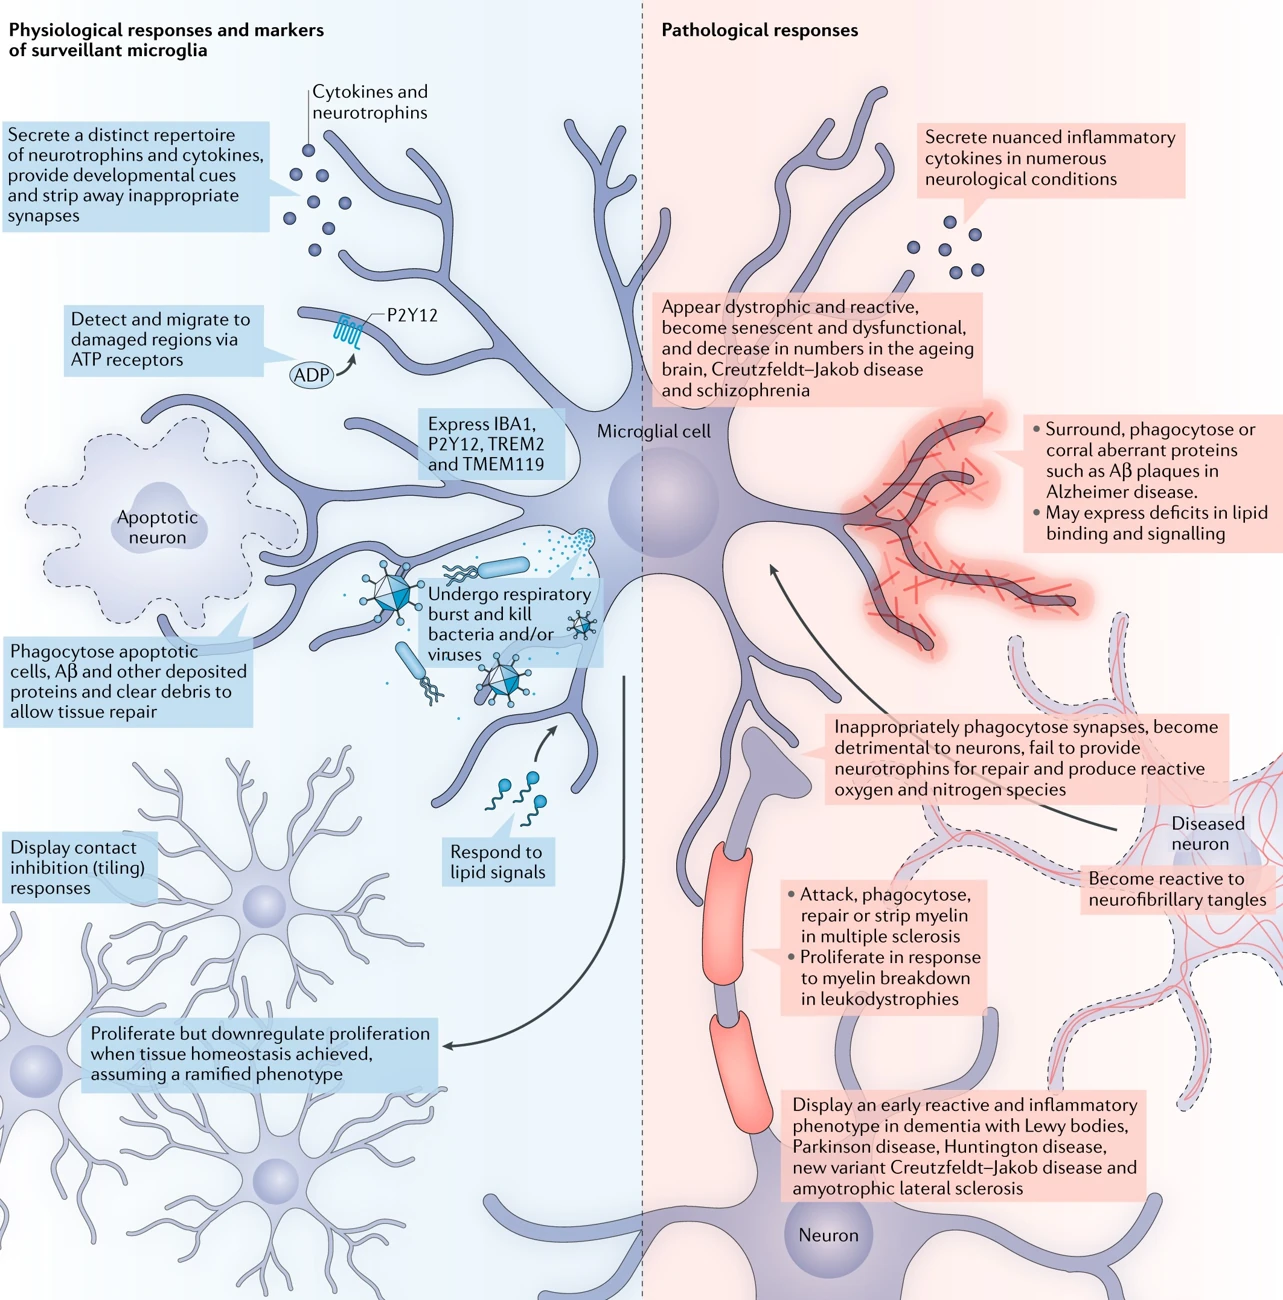 Physiological responses and markers
of surveillant microglia
Cytokines and
neurotrophins
Secrete a distinct repertoire
of neurotrophins and cytokines,
provide developmental cues
and strip away inappropriate
synapses
Detect and migrate to
damaged regions via
ATP receptors
P2Y12
ADP
Express IBA1,
P2Y12, TREM2
and TMEM119
Microglial cell
Apoptotic
neuron
Undergo respiratory
burst and kill
bacteria and/or
viruses
Phagocytose apoptotic
cells, Aβ and other deposited
proteins and clear debris to
allow tissue repair
Respond to
lipid signals
Display contact
inhibition (tiling)
responses
Proliferate but downregulate proliferation
when tissue homeostasis achieved,
assuming a ramified phenotype
Pathological responses
Secrete nuanced inflammatory
cytokines in numerous
neurological conditions
Appear dystrophic and reactive,
become senescent and dysfunctional,
and decrease in numbers in the ageing
brain, Creutzfeldt–Jakob disease
and schizophrenia
• Surround, phagocytose or
corral aberrant proteins
such as Aβ plaques in
Alzheimer disease.
• May express deficits in lipid
binding and signalling
Inappropriately phagocytose synapses, become
detrimental to neurons, fail to provide
neurotrophins for repair and produce reactive
oxygen and nitrogen species
Diseased
neuron
Become reactive to
neurofibrillary tangles
• Attack, phagocytose,
repair or strip myelin
in multiple sclerosis
• Proliferate in response
to myelin breakdown
in leukodystrophies
Display an early reactive and inflammatory
phenotype in dementia with Lewy bodies,
Parkinson disease, Huntington disease,
new variant Creutzfeldt–Jakob disease and
amyotrophic lateral sclerosis
Neuron